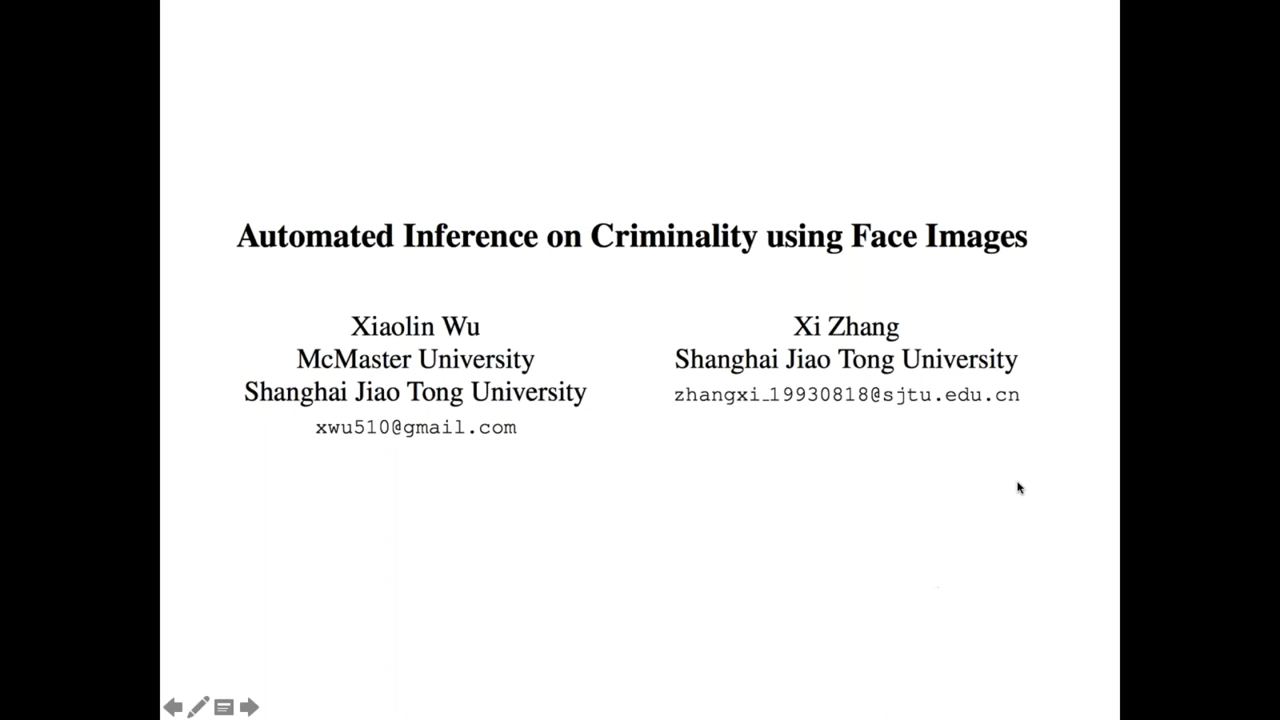 Automated Inference on Criminality using Face Images
Xiaolin Wu
McMaster University
Shanghai Jiao Tong University
xwu510@gmail.com
Xi Zhang
Shanghai Jiao Tong University
zhangxi_19930818@sjtu.edu.cn